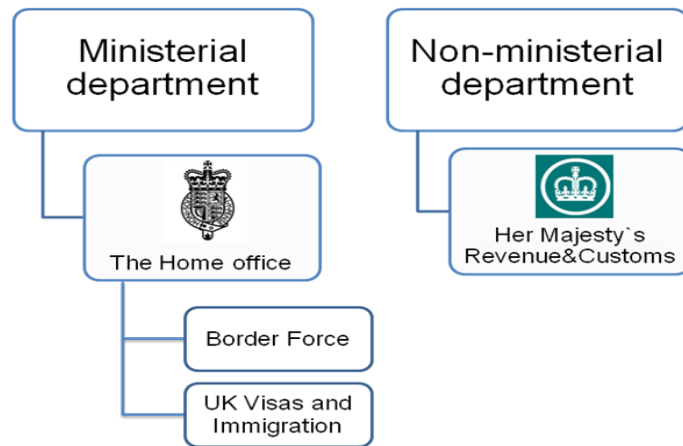 Ministerial
department
Non-ministerial
department
The Home office
Her Majesty`s
Revenue&Customs
Border Force
UK Visas and
Immigration